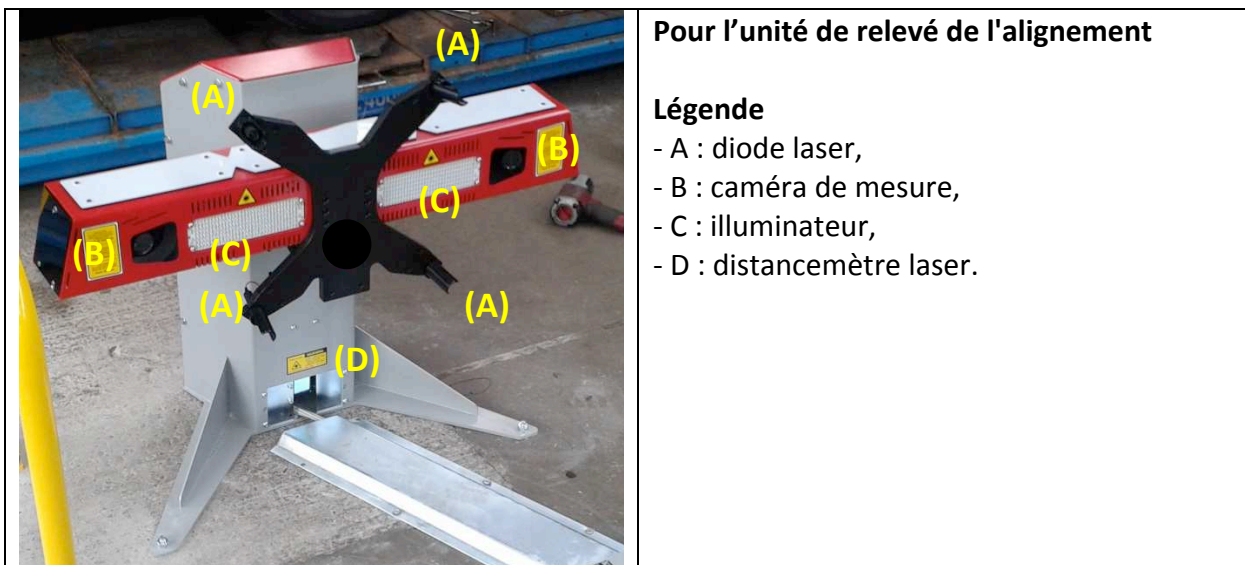 (A)
(A)
(B)
(C)
(B)
(C)
(A)
(A)
(D)
Pour l’unité de relevé de l'alignement
Légende
- A : diode laser,
- B : caméra de mesure,
- C : illuminateur,
- D : distancemètre laser.